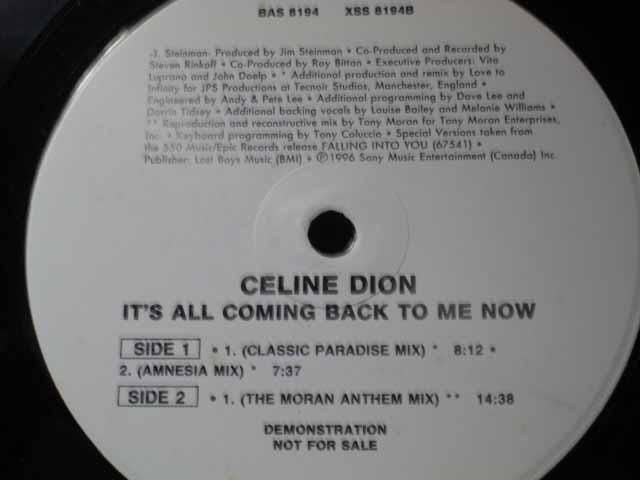 BAS 8194 XSS 8194B
-J. Steinman- Produced by Jim Steinman • Co-Produced and Recorded by
Steven Rinkoff • Co-Produced by Roy Bittan • Executive Producers: Vito
Luprano and John Doelp • * Additional production and remix by Love to
Infinity for JPS Productions at Tecnoir Studios, Manchester, England •
Engineered by Andy & Pete Lee • Additional programming by Dave Lee and
Dorrin Tidsey • Additional backing vocals by Louise Bailey and Melanie Williams •
** Reproduction and reconstructive mix by Tony Moran for Tony Moran Enterprises,
Inc. • Keyboard programming by Tony Coluccio • Special Versions taken from
the 550 Music/Epic Records release FALLING INTO YOU (67541) •
Publisher: Lost Boys Music (BMI) • ℗1996 Sony Music Entertainment (Canada) Inc.
CELINE DION
IT'S ALL COMING BACK TO ME NOW
SIDE 1 • 1. (CLASSIC PARADISE MIX) * 8:12 •
2. (AMNESIA MIX) * 7:37
SIDE 2 • 1. (THE MORAN ANTHEM MIX) ** 14:38
DEMONSTRATION
NOT FOR SALE